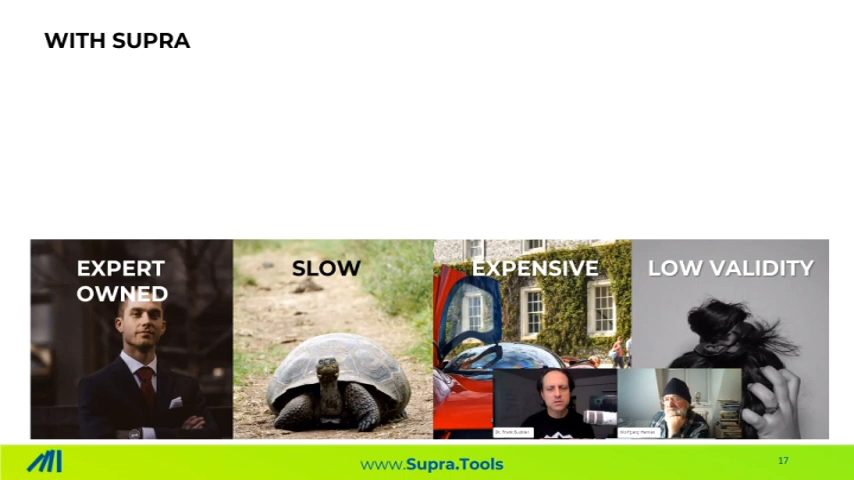 WITH SUPRA
EXPERT
OWNED
SLOW
EXPENSIVE
LOW VALIDITY
www.Supra.Tools
17